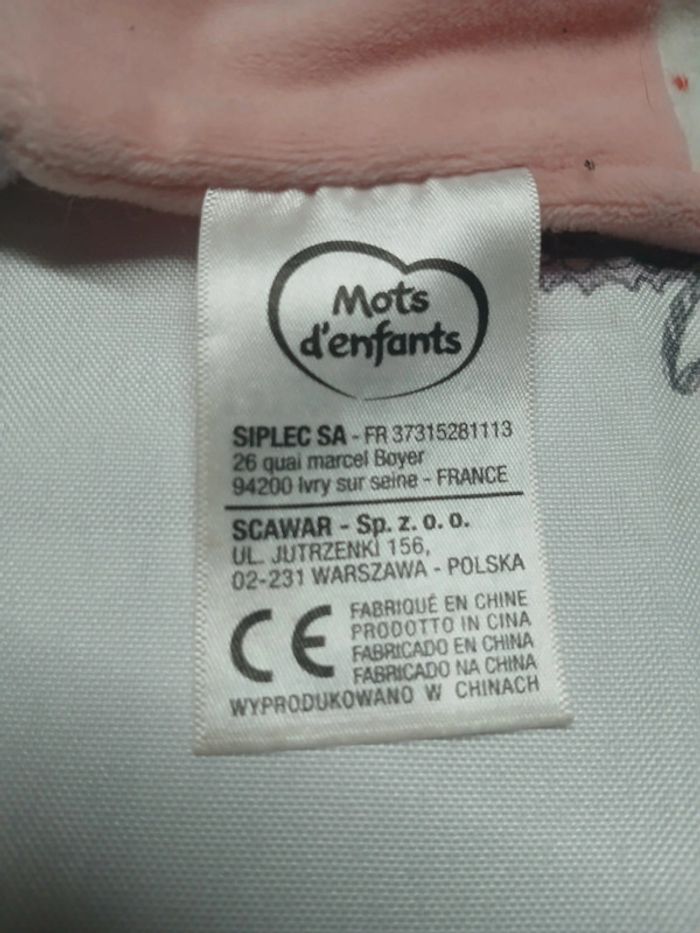 Mots
d'enfants
SIPLEC SA - FR 37315281113
26 quai marcel Boyer
94200 Ivry sur seine - FRANCE
SCAWAR - Sp. z. o. o.
UL. JUTRZENKI 156,
02-231 WARSZAWA - POLSKA
CE
FABRIQUÉ EN CHINE
PRODOTTO IN CINA
FABRICADO EN CHINA
FABRICADO NA CHINA
WYPRODUKOWANO W CHINACH